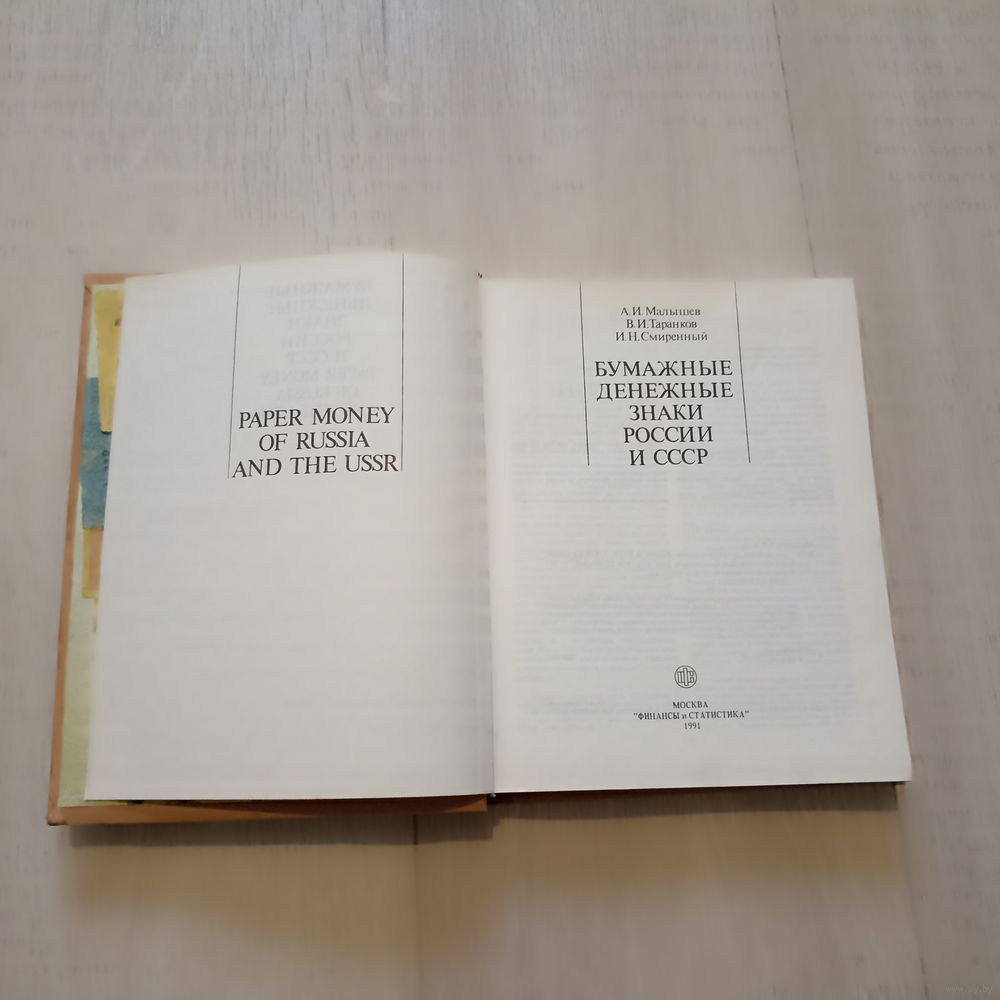 PAPER MONEY
OF RUSSIA
AND THE USSR
А.И.Малышев
В.И.Таранков
И.Н.Смиренный
БУМАЖНЫЕ
ДЕНЕЖНЫЕ
ЗНАКИ
РОССИИ
И СССР
МОСКВА
"ФИНАНСЫ и СТАТИСТИКА"
1991